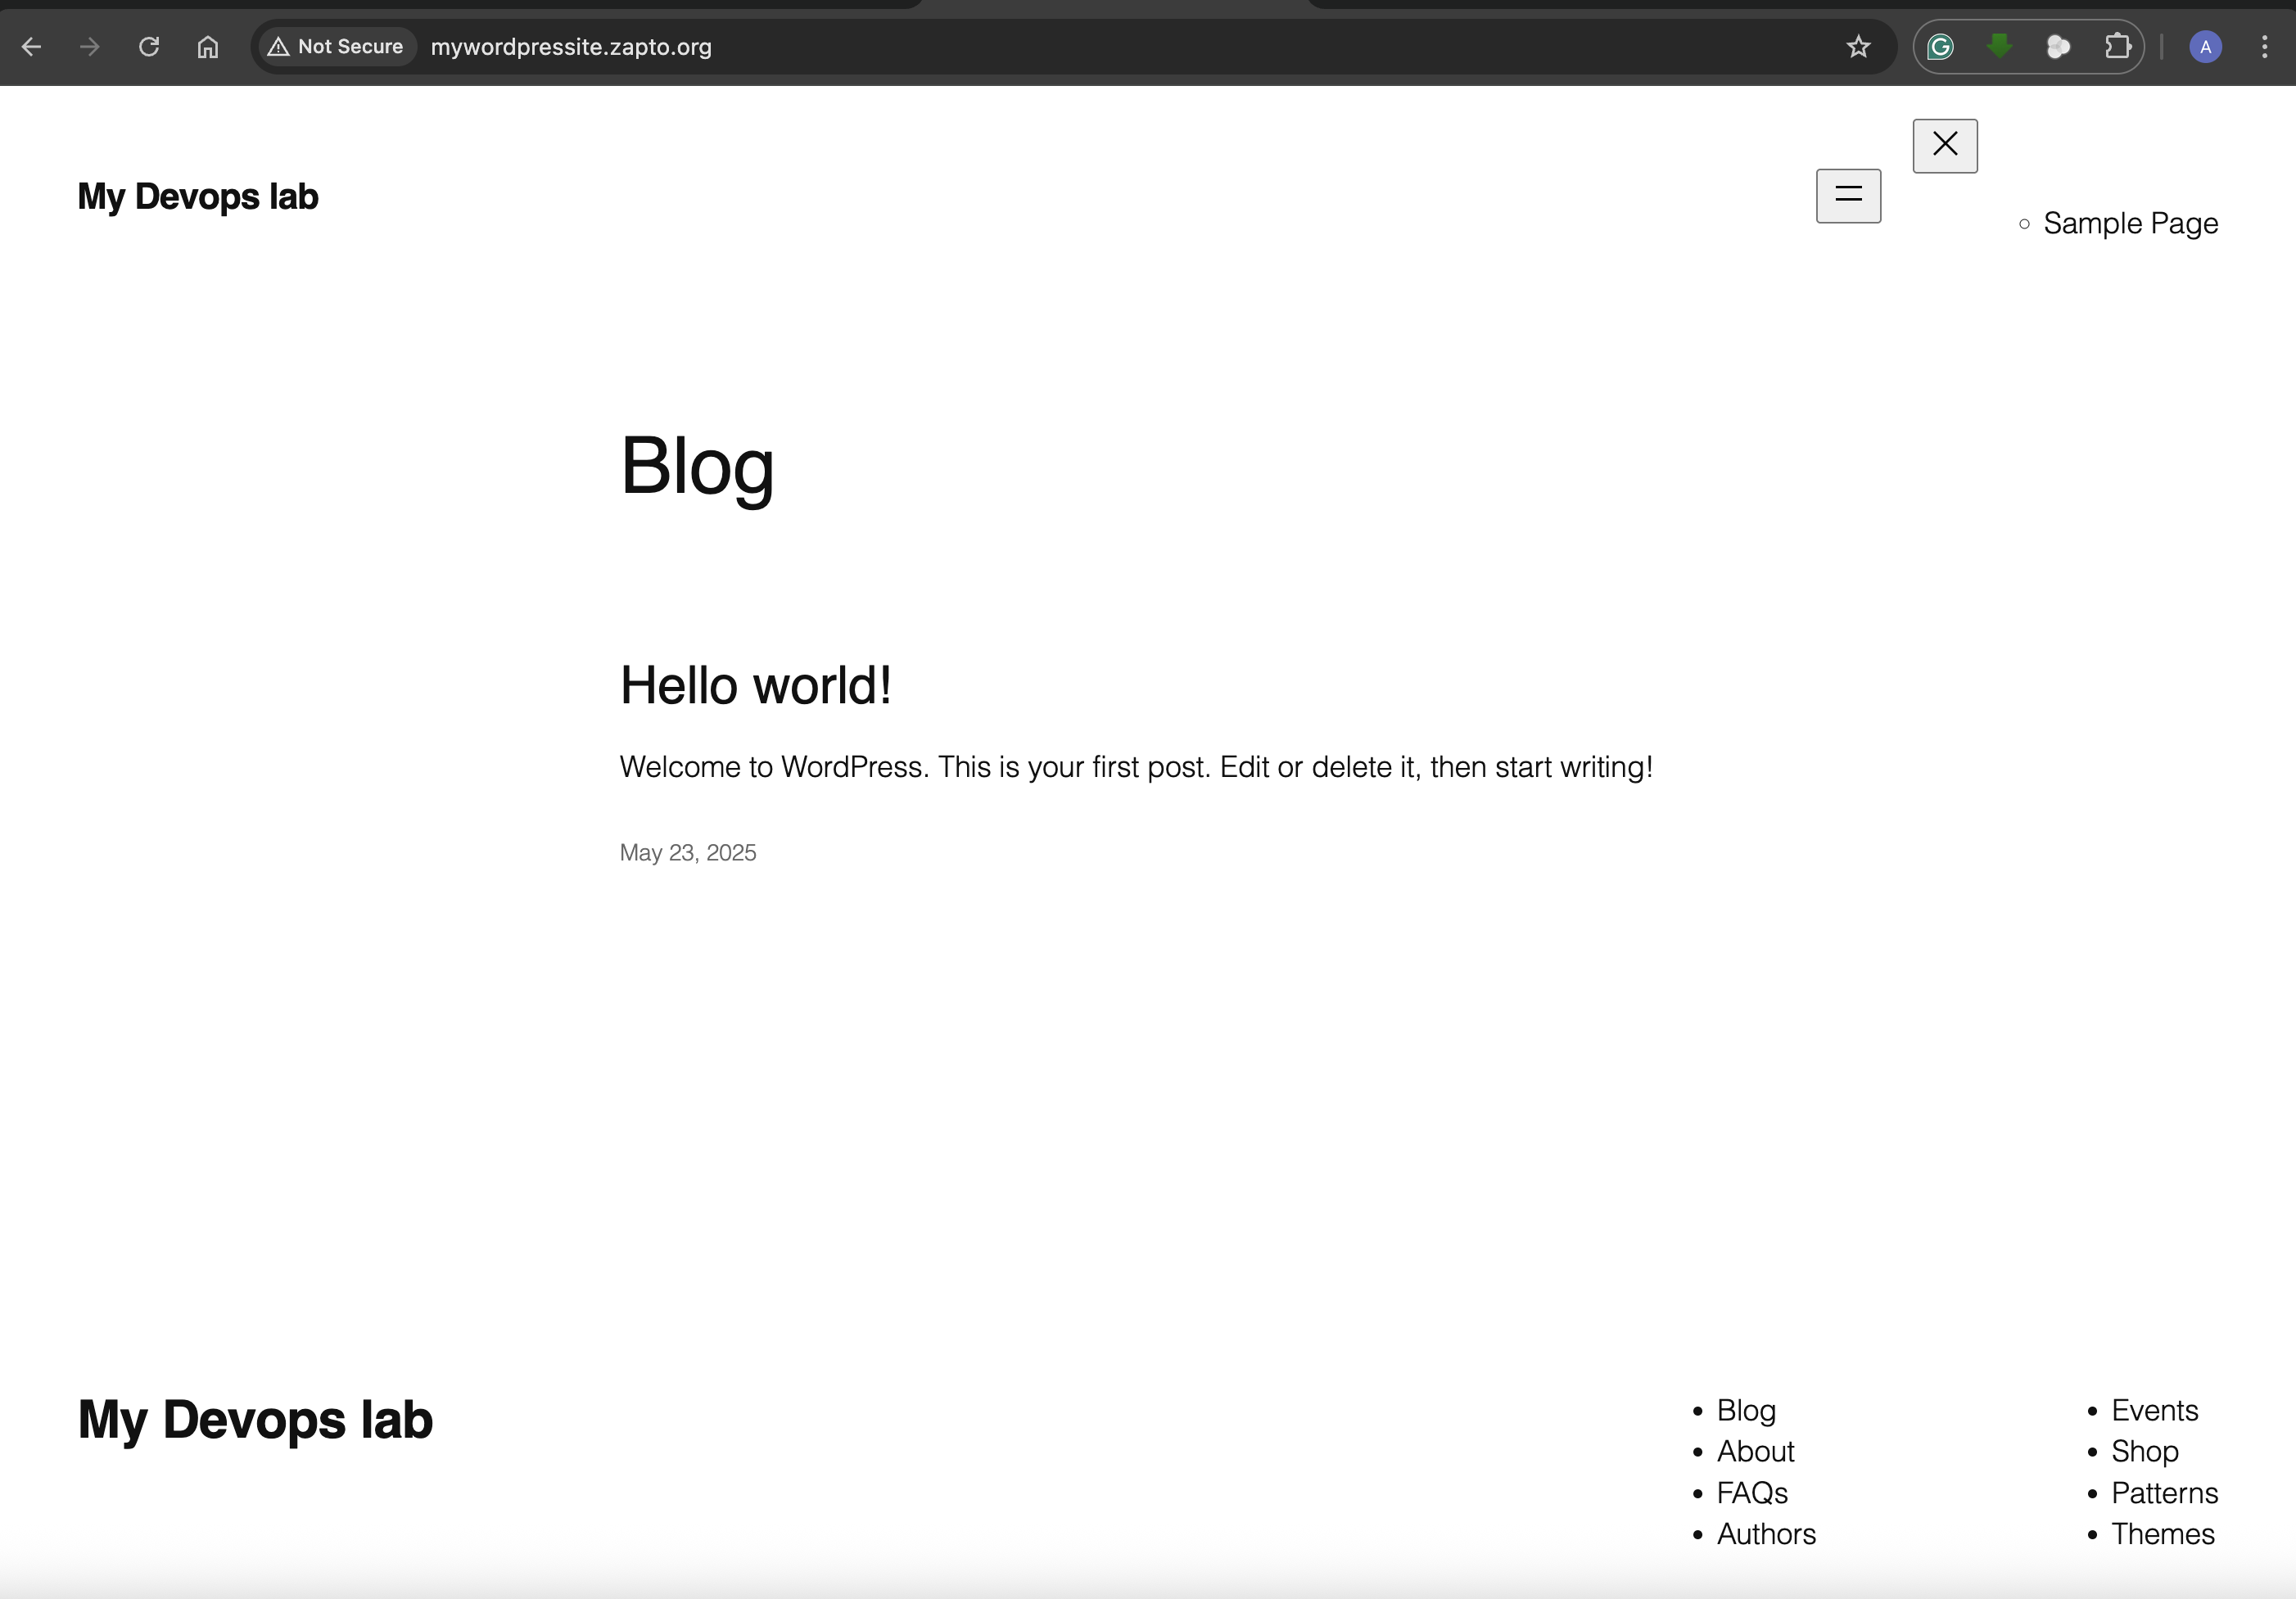 Not Secure mywordpressite.zapto.org
A
My Devops lab
Sample Page
Blog
Hello world!
Welcome to WordPress. This is your first post. Edit or delete it, then start writing!
May 23, 2025
My Devops lab
Blog
About
FAQs
Authors
Events
Shop
Patterns
Themes